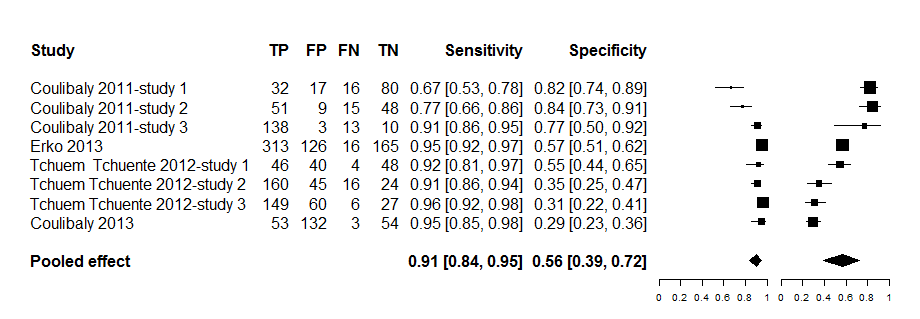 Study TP FP FN TN Sensitivity Specificity
Coulibaly 2011-study 1 32 17 16 80 0.67 [0.53, 0.78] 0.82 [0.74, 0.89]
Coulibaly 2011-study 2 51 9 15 48 0.77 [0.66, 0.86] 0.84 [0.73, 0.91]
Coulibaly 2011-study 3 138 3 13 10 0.91 [0.86, 0.95] 0.77 [0.50, 0.92]
Erko 2013 313 126 16 165 0.95 [0.92, 0.97] 0.57 [0.51, 0.62]
Tchuem Tchuente 2012-study 1 46 40 4 48 0.92 [0.81, 0.97] 0.55 [0.44, 0.65]
Tchuem Tchuente 2012-study 2 160 45 16 24 0.91 [0.86, 0.94] 0.35 [0.25, 0.47]
Tchuem Tchuente 2012-study 3 149 60 6 27 0.96 [0.92, 0.98] 0.31 [0.22, 0.41]
Coulibaly 2013 53 132 3 54 0.95 [0.85, 0.98] 0.29 [0.23, 0.36]
Pooled effect 0.91 [0.84, 0.95] 0.56 [0.39, 0.72]
0 0.2 0.4 0.6 0.8 1 0 0.2 0.4 0.6 0.8 1